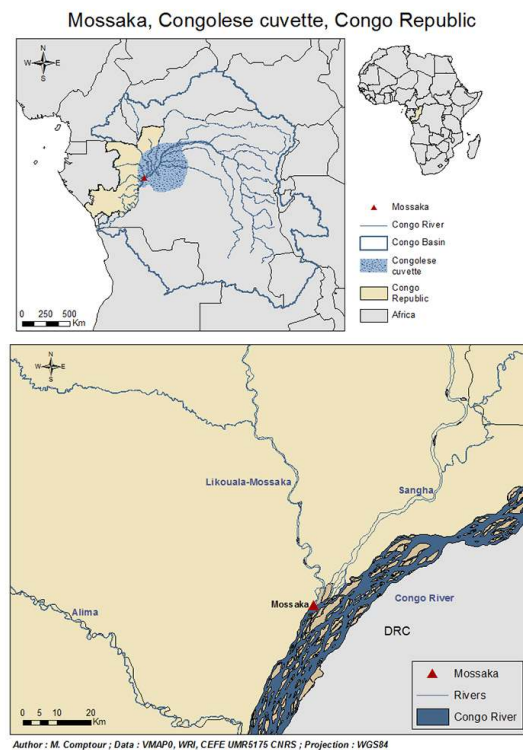 Mossaka, Congolese cuvette, Congo Republic
N
W E
S
0 250 500
Km
Mossaka
Congo River
Congo Basin
Congolese
cuvette
Congo
Republic
Africa
N
W E
S
Likouala-Mossaka
Sangha
Mossaka
Congo River
Alima
DRC
0 5 10 20
Km
Mossaka
Rivers
Congo River
Author : M. Comptour ; Data : VMAP0, WRI, CEFE UMR5175 CNRS ; Projection : WGS84